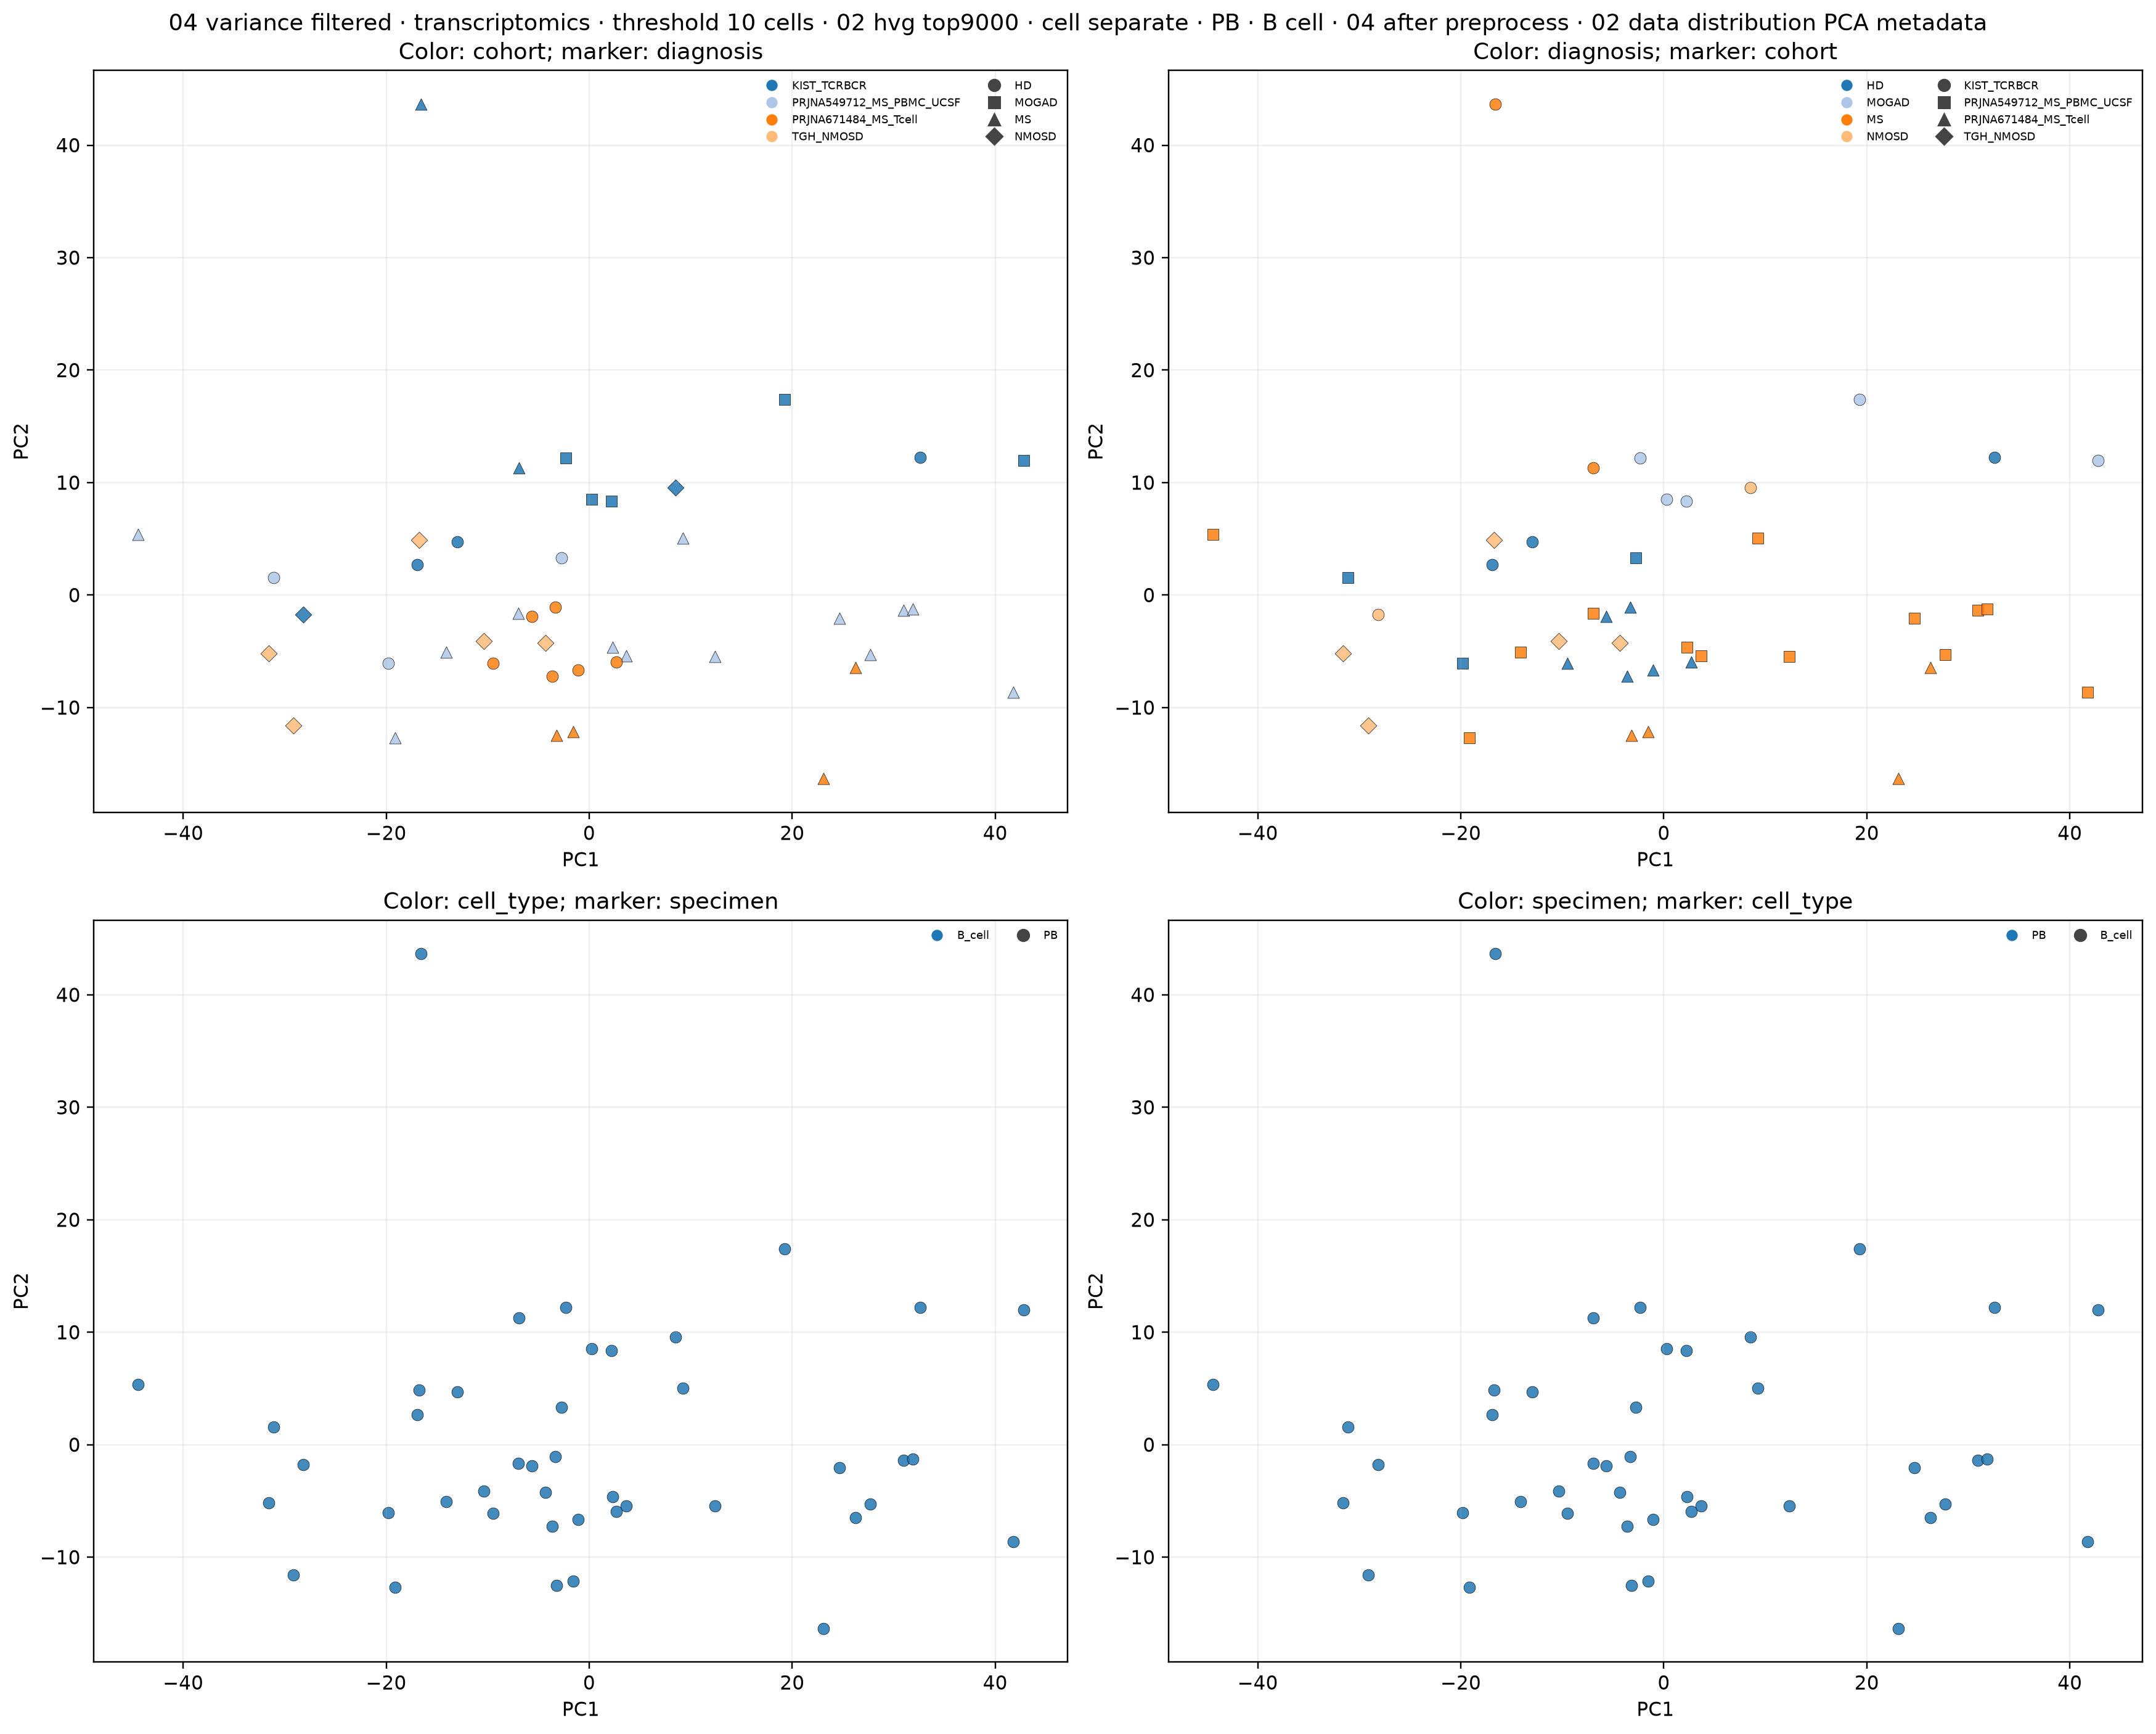 04 variance filtered · transcriptomics · threshold 10 cells · 02 hvg top9000 · cell separate · PB · B cell · 04 after preprocess · 02 data distribution PCA metadata
Color: cohort; marker: diagnosis
KIST_TCRBCR
PRJNA549712_MS_PBMC_UCSF
PRJNA671484_MS_Tcell
TGH_NMOSD
HD
MOGAD
MS
NMOSD
40
30
20
10
0
−10
PC2
−40
−20
0
20
40
PC1
Color: diagnosis; marker: cohort
HD
MOGAD
MS
NMOSD
KIST_TCRBCR
PRJNA549712_MS_PBMC_UCSF
PRJNA671484_MS_Tcell
TGH_NMOSD
40
30
20
10
0
−10
PC2
−40
−20
0
20
40
PC1
Color: cell_type; marker: specimen
B_cell
PB
40
30
20
10
0
−10
PC2
−40
−20
0
20
40
PC1
Color: specimen; marker: cell_type
PB
B_cell
40
30
20
10
0
−10
PC2
−40
−20
0
20
40
PC1